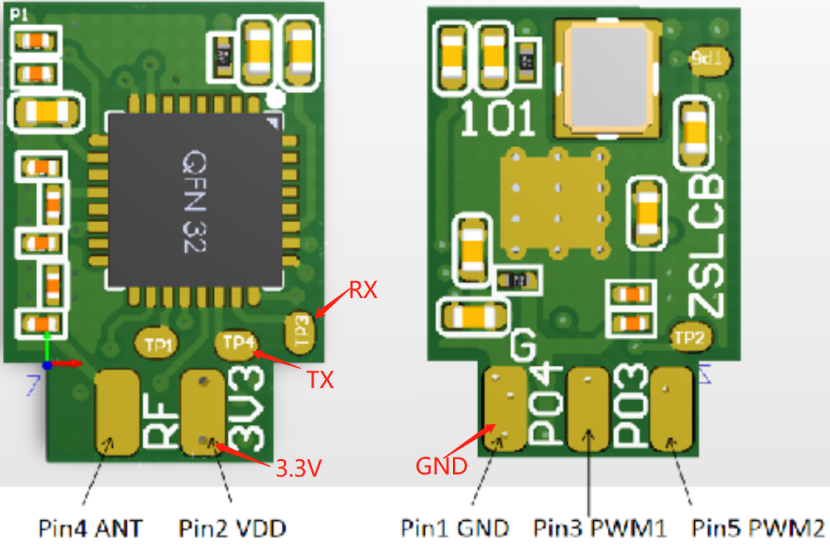 P1
QFN 32
RX
TP1
TP4
TP3
TX
RF
3V3
3.3V
Pin4 ANT
Pin2 VDD
TP6
101
ZSLCB
TP2
G
P04
P03
GND
Pin1 GND
Pin3 PWM1
Pin5 PWM2
Z